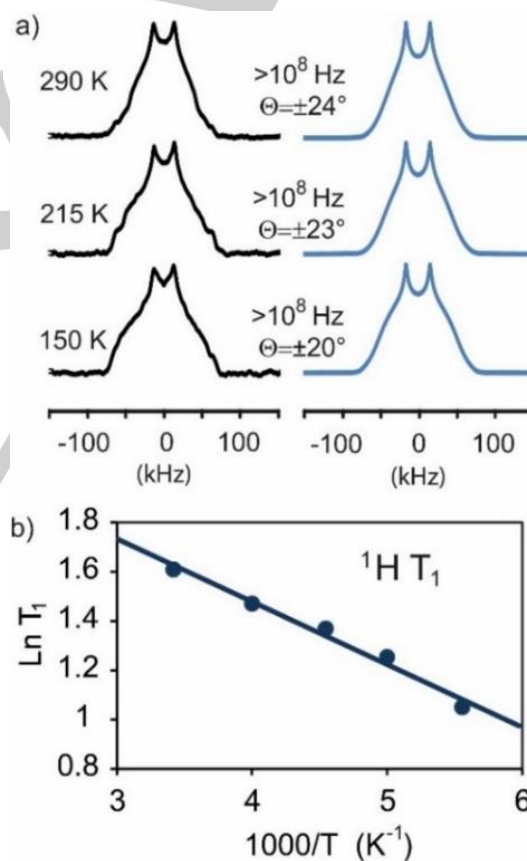 a)
290 K
>10⁸ Hz
Θ=±24°
215 K
>10⁸ Hz
Θ=±23°
150 K
>10⁸ Hz
Θ=±20°
-100 0 100 -100 0 100
(kHz) (kHz)
b)
1.8
1.6
1.4
1.2
1
0.8
Ln T₁
¹H T₁
3 4 5 6
1000/T (K⁻¹)